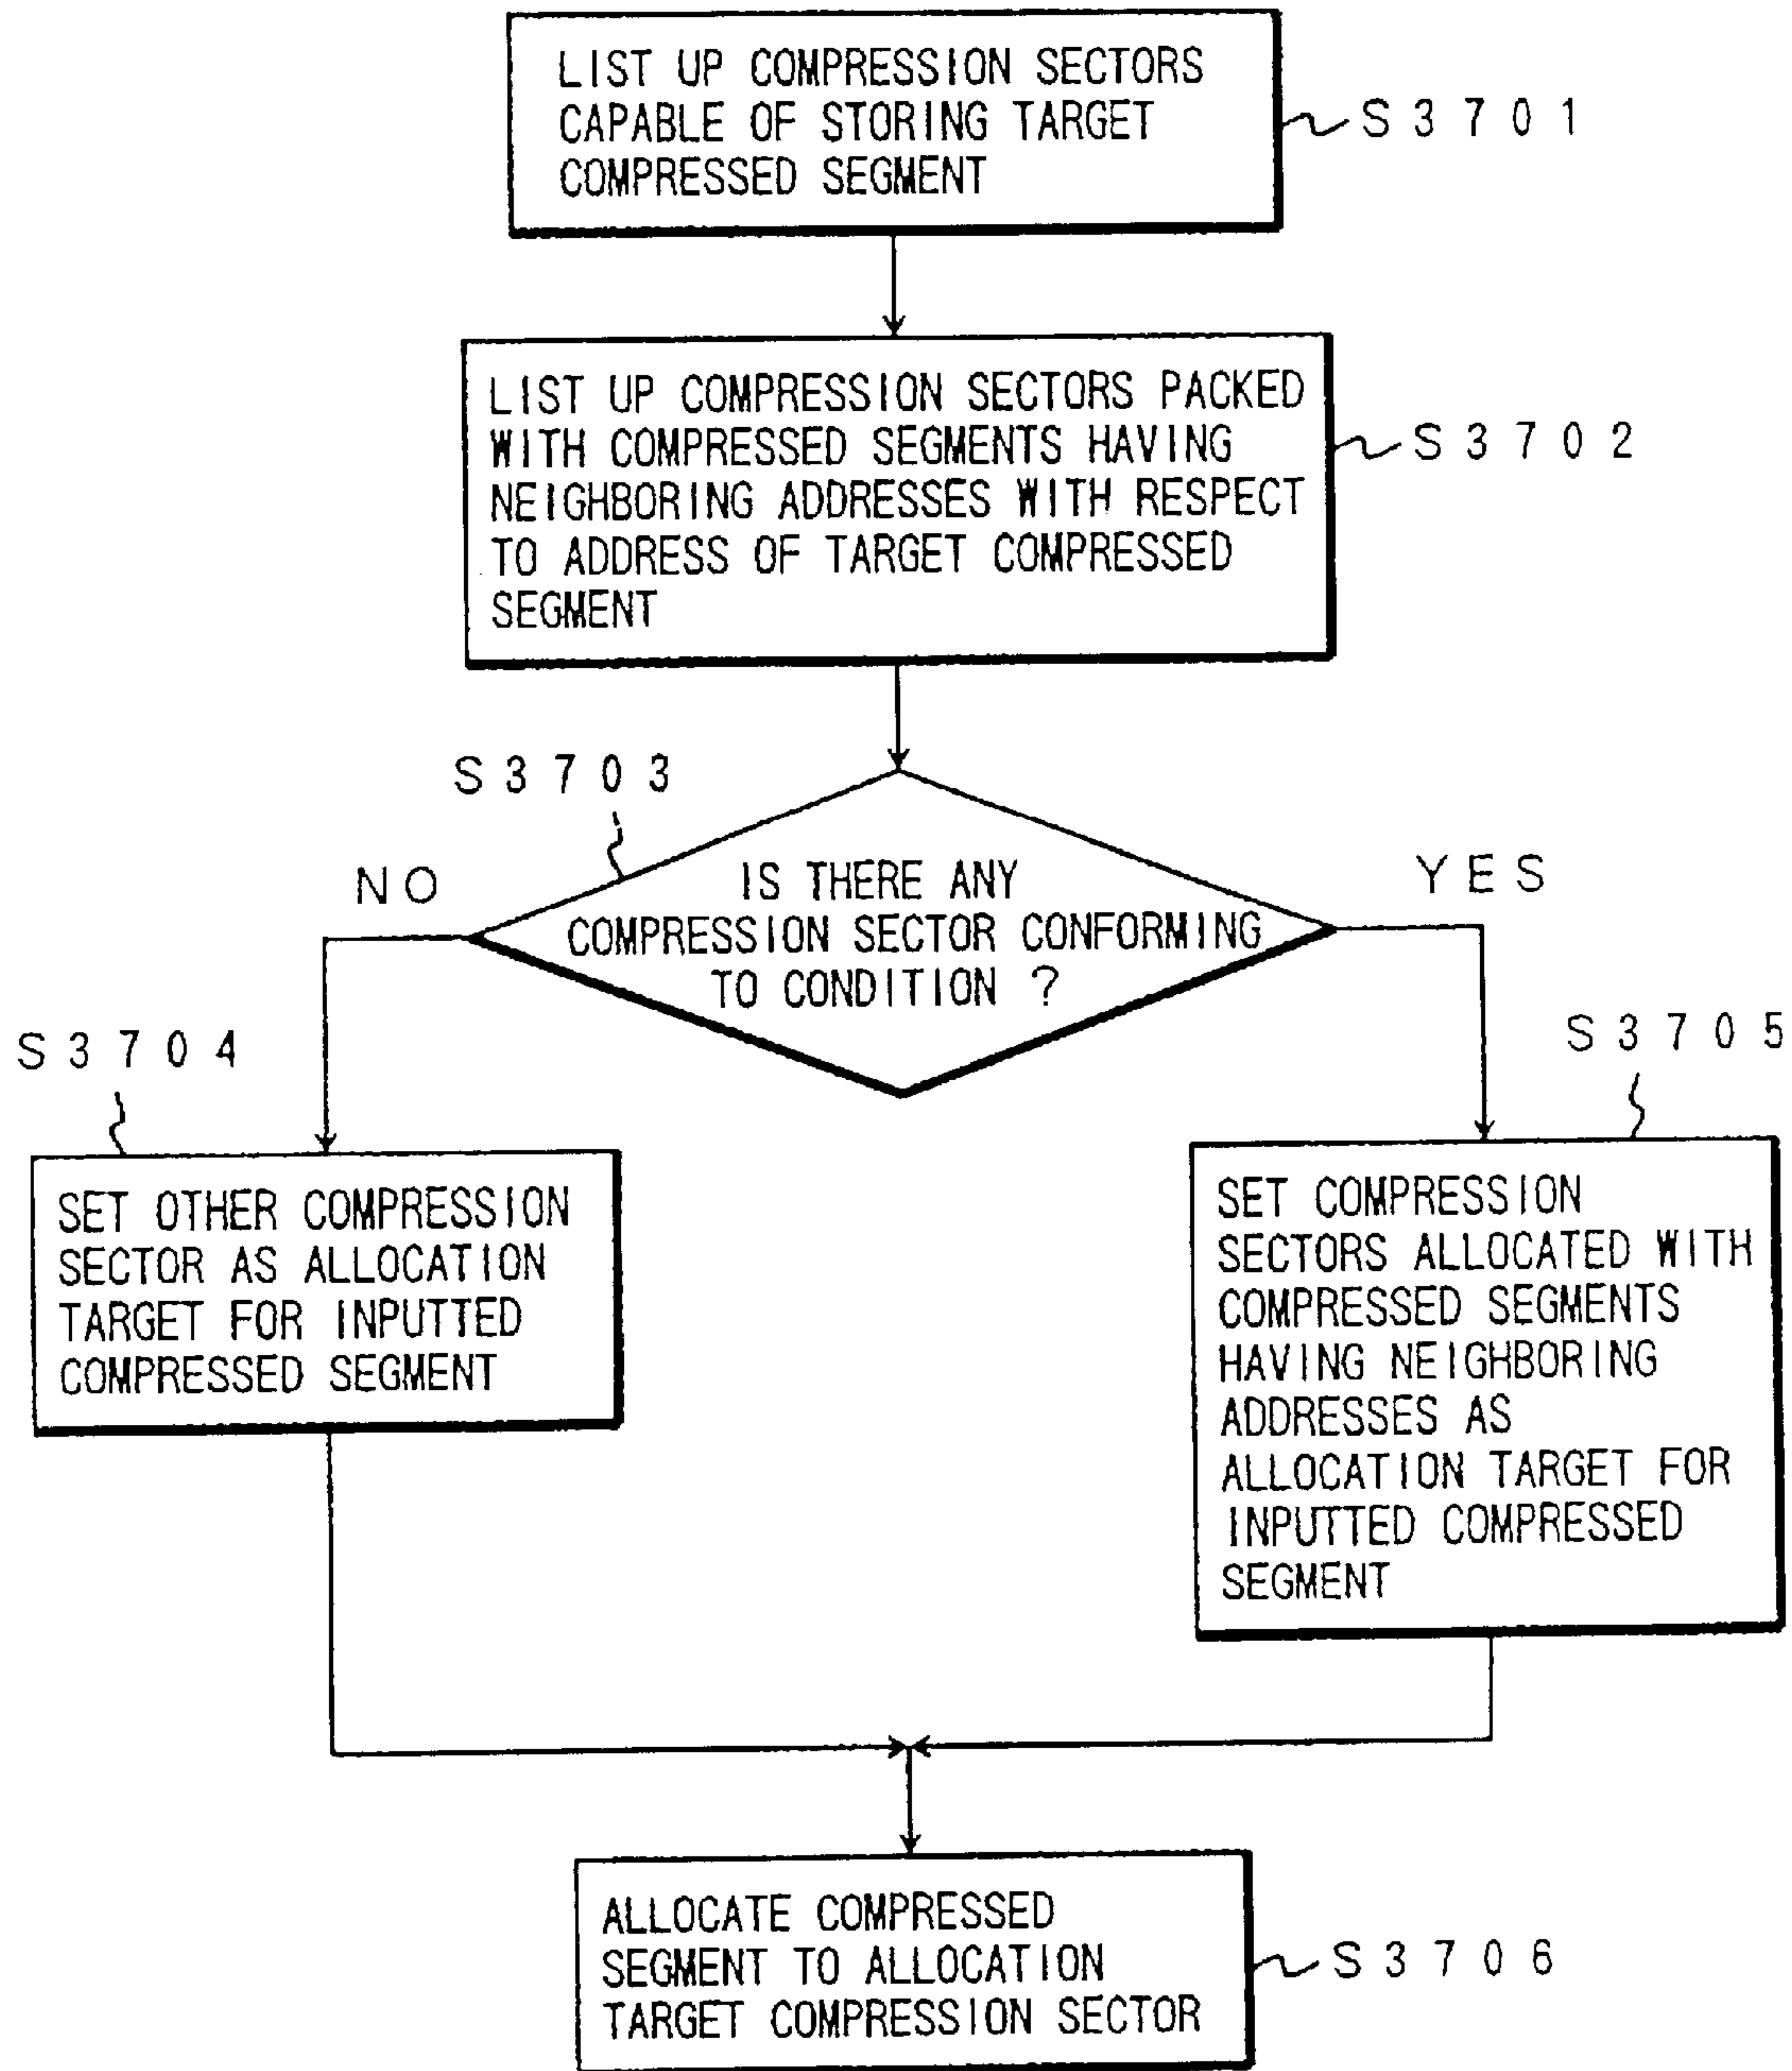 LIST UP COMPRESSION SECTORS
CAPABLE OF STORING TARGET
COMPRESSED SEGMENT
S3701
LIST UP COMPRESSION SECTORS PACKED
WITH COMPRESSED SEGMENTS HAVING
NEIGHBORING ADDRESSES WITH RESPECT
TO ADDRESS OF TARGET COMPRESSED
SEGMENT
S3702
S3703
NO
IS THERE ANY
COMPRESSION SECTOR CONFORMING
TO CONDITION ?
YES
S3704
SET OTHER COMPRESSION
SECTOR AS ALLOCATION
TARGET FOR INPUTTED
COMPRESSED SEGMENT
S3705
SET COMPRESSION
SECTORS ALLOCATED WITH
COMPRESSED SEGMENTS
HAVING NEIGHBORING
ADDRESSES AS
ALLOCATION TARGET FOR
INPUTTED COMPRESSED
SEGMENT
ALLOCATE COMPRESSED
SEGMENT TO ALLOCATION
TARGET COMPRESSION SECTOR
S3706